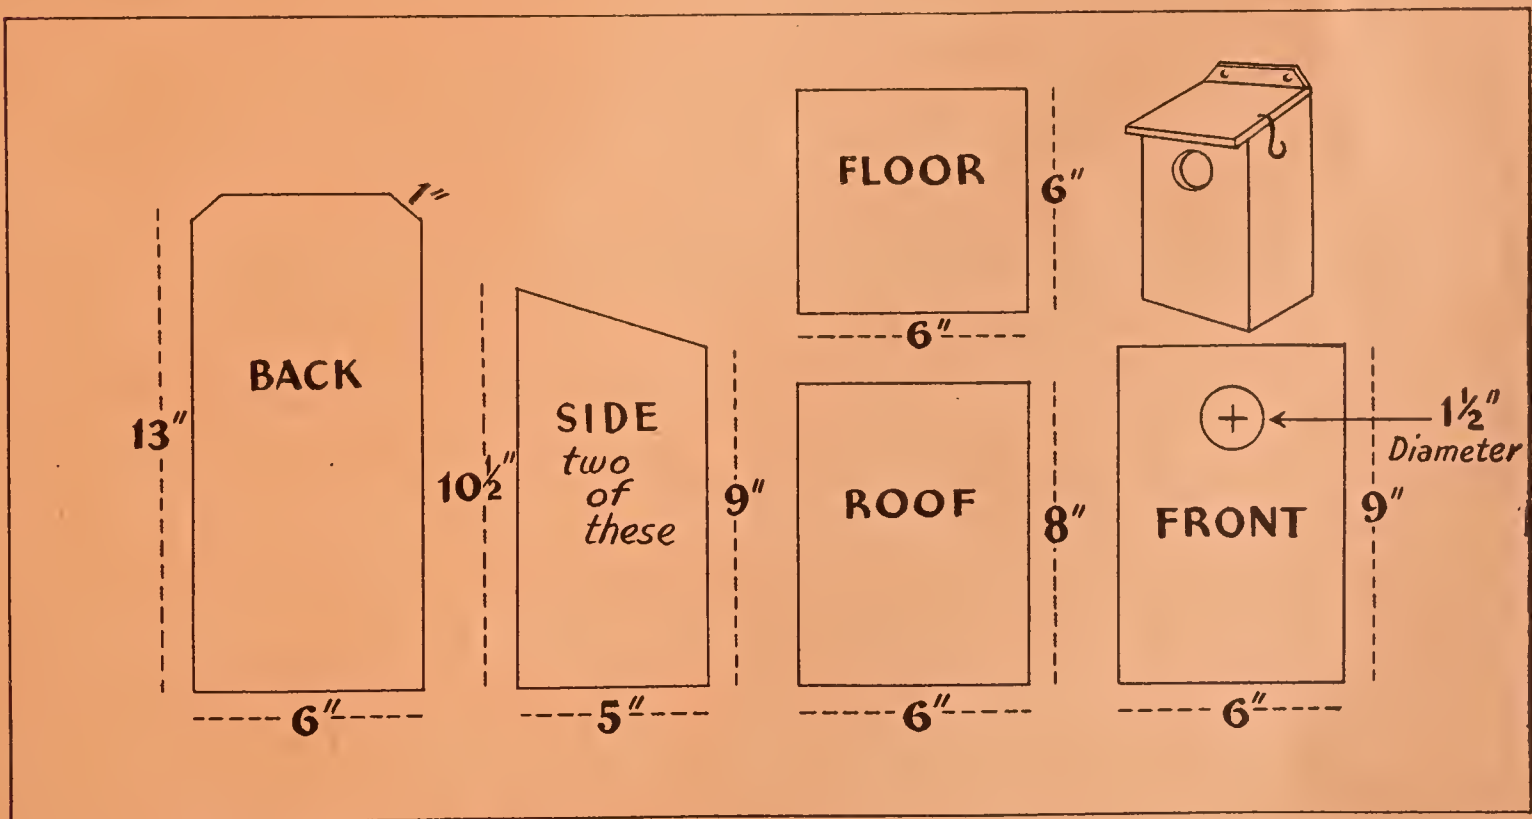 1"
BACK
13"
6"
SIDE
two
of
these
10½"
9"
5"
FLOOR
6"
6"
ROOF
8"
6"
1½"
Diameter
FRONT
9"
6"